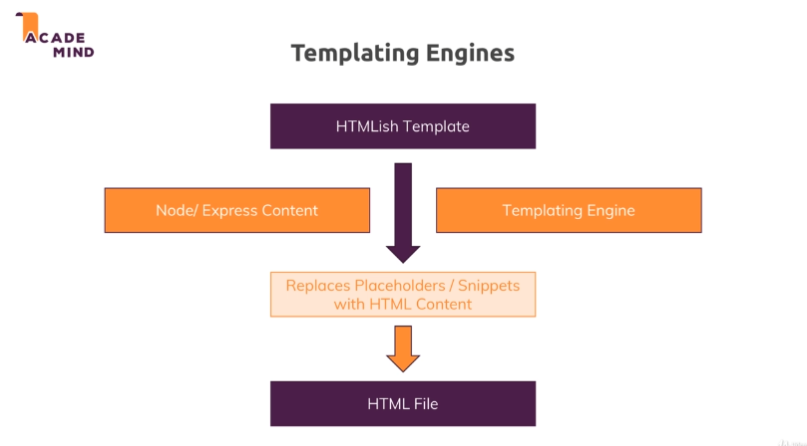 ACADE
MIND
Templating Engines
HTMLish Template
Node/ Express Content
Templating Engine
Replaces Placeholders / Snippets
with HTML Content
HTML File